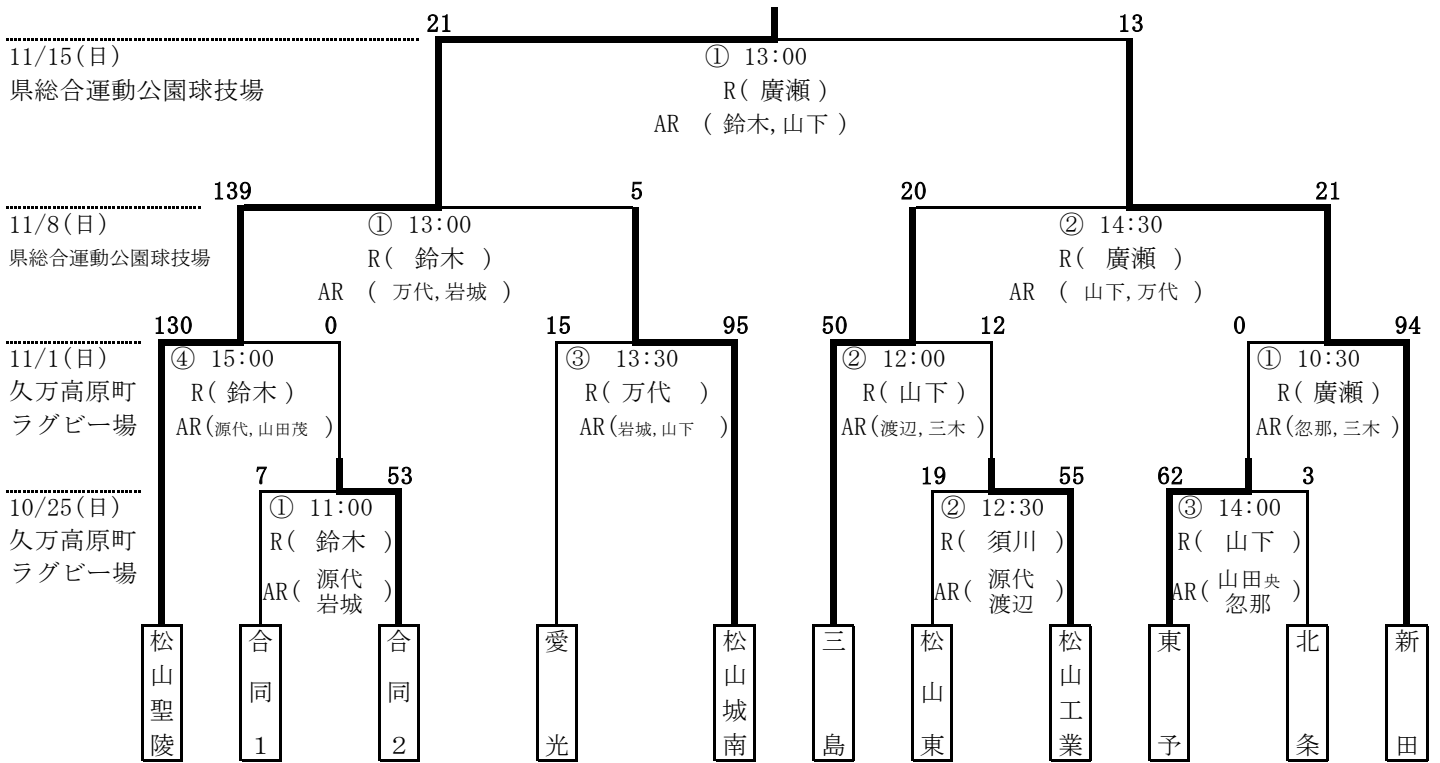 21 13
11/15(日)
県総合運動公園球技場
① 13:00
R( 廣瀬 )
AR ( 鈴木,山下 )
139 5 20 21
11/8(日)
県総合運動公園球技場
① 13:00
R( 鈴木 )
AR ( 万代,岩城 )
② 14:30
R( 廣瀬 )
AR ( 山下,万代 )
130 0 15 95 50 12 0 94
11/1(日)
久万高原町
ラグビー場
④ 15:00
R( 鈴木 )
AR(源代,山田茂 )
③ 13:30
R( 万代 )
AR(岩城,山下 )
② 12:00
R( 山下 )
AR(渡辺,三木 )
① 10:30
R( 廣瀬 )
AR(忽那,三木 )
7 53 19 55 62 3
10/25(日)
久万高原町
ラグビー場
① 11:00
R( 鈴木 )
AR( 源代
岩城 )
② 12:30
R( 須川 )
AR( 源代
渡辺 )
③ 14:00
R( 山下 )
AR( 山田央
忽那 )
松山聖陵
合同1
合同2
愛光
松山城南
三島
松山東
松山工業
東予
北条
新田